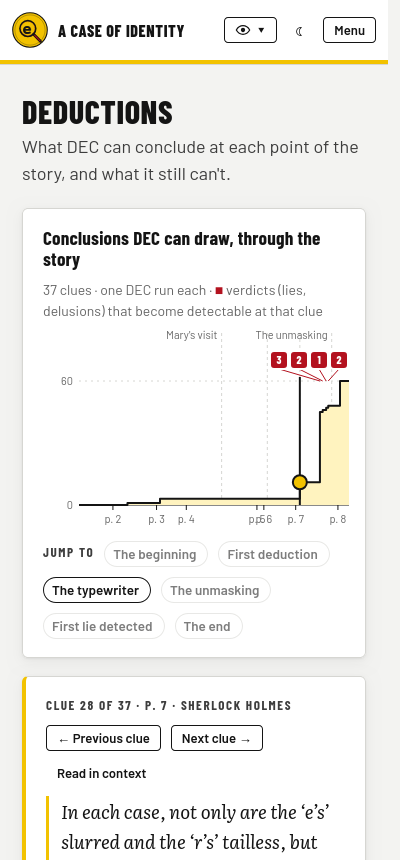 e
A CASE OF IDENTITY
Menu
DEDUCTIONS
What DEC can conclude at each point of the
story, and what it still can't.
Conclusions DEC can draw, through the
story
37 clues · one DEC run each · ■ verdicts (lies,
delusions) that become detectable at that clue
Mary's visit
The unmasking
3 2 1 2
60
0
p. 2 p. 3 p. 4 p. 6 p. 7 p. 8
JUMP TO The beginning First deduction
The typewriter The unmasking
First lie detected The end
CLUE 28 OF 37 · P. 7 · SHERLOCK HOLMES
← Previous clue Next clue →
Read in context
In each case, not only are the ‘e’s’
slurred and the ‘r’s’ tailless, but